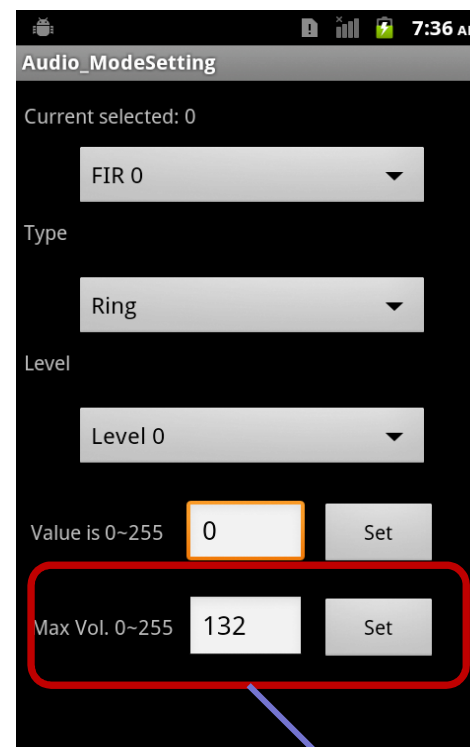 7:36 A
Audio_ModeSetting
Current selected: 0
FIR 0
Type
Ring
Level
Level 0
Value is 0~255 0 Set
Max Vol. 0~255 132 Set